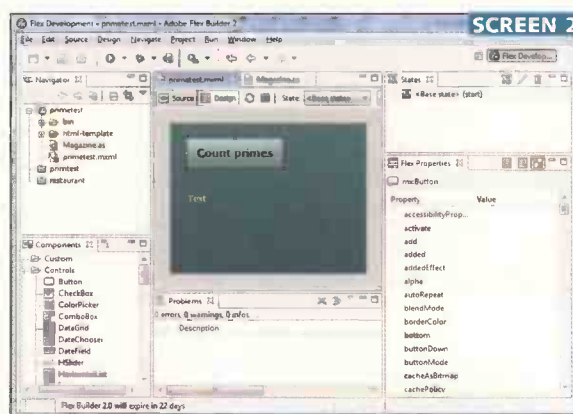 SCREEN 2
Flex Development - primetest.mxml - Adobe Flex Builder 2
File Edit Source Design Navigate Project Run Window Help
Flex Develop...
Navigator
primetest
bin
html-template
Magazine.as
primetest.mxml
primtest
restaurant
primetest.mxml
Magazine.as
Source Design State: <Base state>
Count primes
Text
States
<Base state> (start)
Flex Properties
mx:Button
Property Value
accessibilityProp...
activate
add
added
addedEffect
alpha
autoRepeat
blendMode
borderColor
bottom
buttonDown
buttonMode
cacheAsBitmap
cachePolicy
Components
Custom
Controls
Button
CheckBox
ColorPicker
ComboBox
DataGrid
DateChooser
DateField
HSlider
HorizontalList
Problems
errors, 0 warnings, 0 infos
Description
Flex Builder 2.0 will expire in 22 days